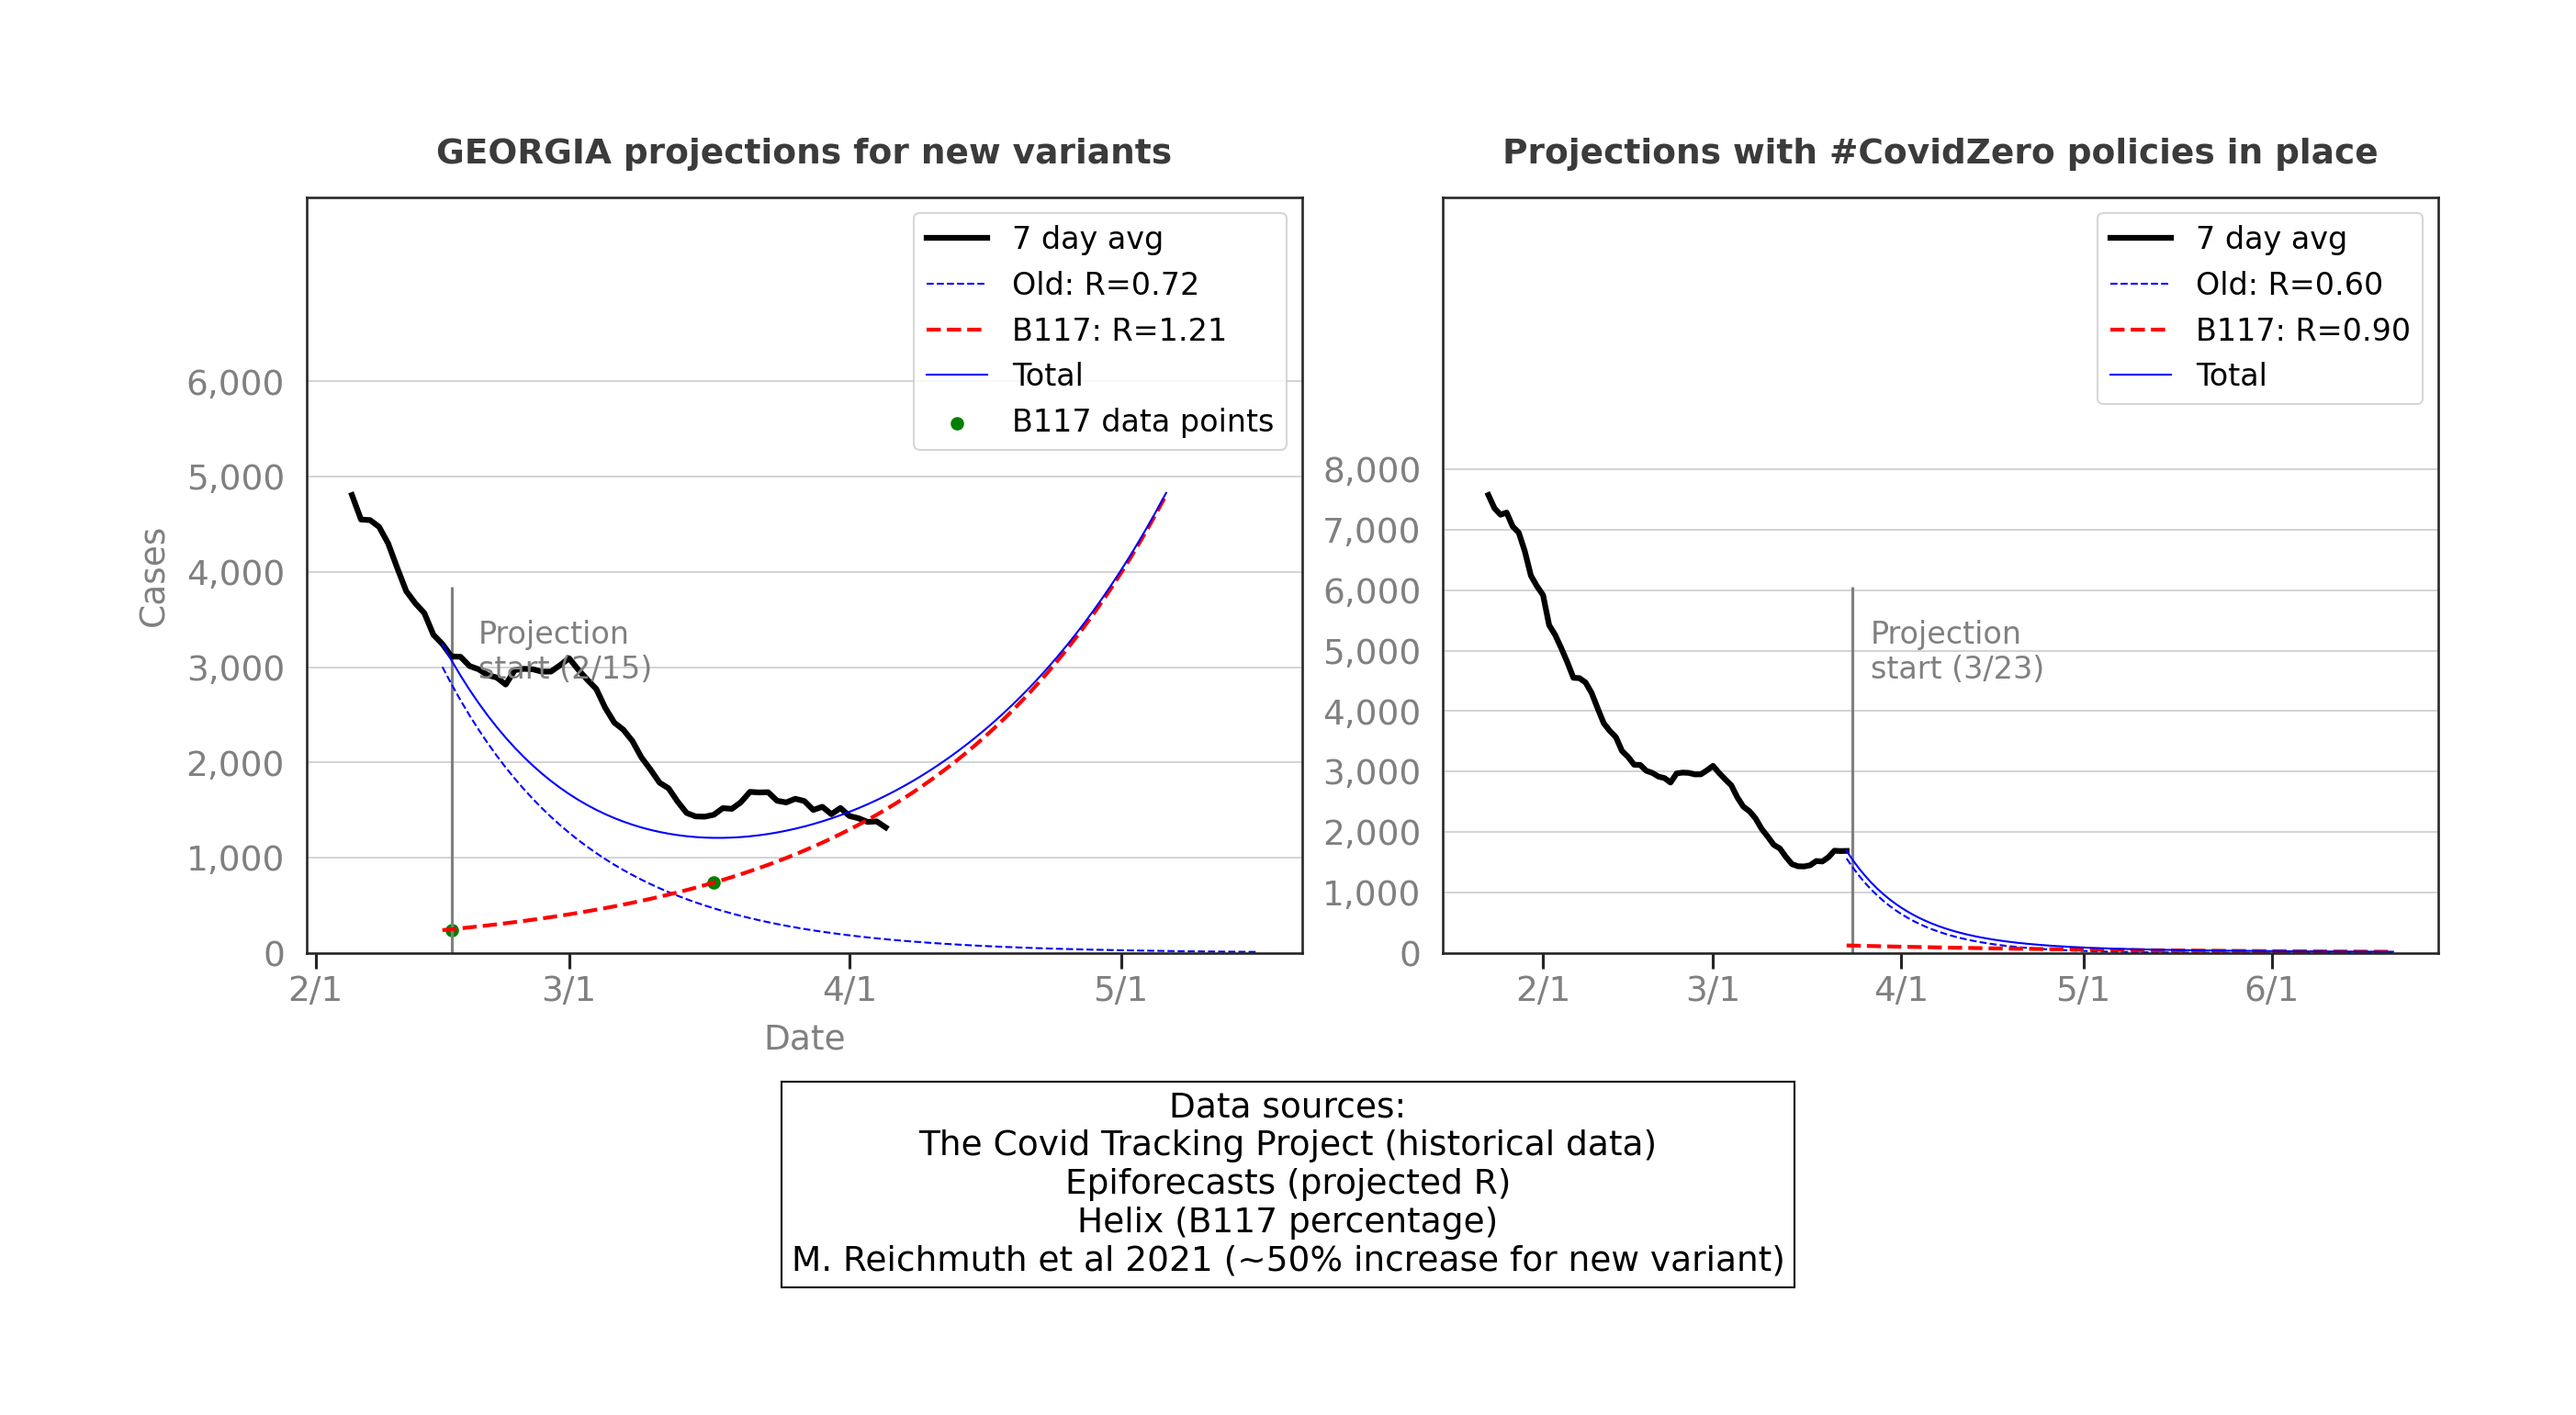 GEORGIA projections for new variants
7 day avg
Old: R=0.72
B117: R=1.21
Total
B117 data points
6,000
5,000
4,000
3,000
2,000
1,000
0
Cases
Projection
start (2/15)
2/1
3/1
4/1
5/1
Date
Projections with #CovidZero policies in place
7 day avg
Old: R=0.60
B117: R=0.90
Total
8,000
7,000
6,000
5,000
4,000
3,000
2,000
1,000
0
Projection
start (3/23)
2/1
3/1
4/1
5/1
6/1
Data sources:
The Covid Tracking Project (historical data)
Epiforecasts (projected R)
Helix (B117 percentage)
M. Reichmuth et al 2021 (~50% increase for new variant)